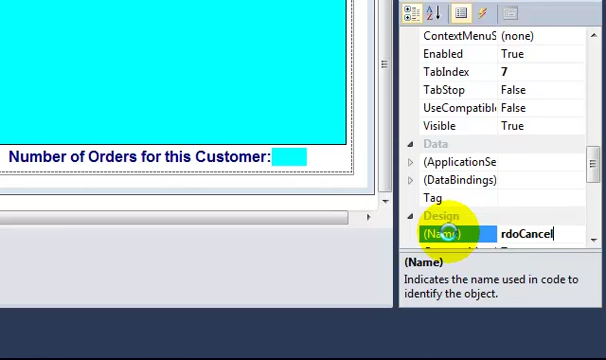 ContextMenuS (none)
Enabled True
TabIndex 7
TabStop False
UseCompatible False
Visible True
Data
(ApplicationSe
(DataBindings)
Tag
Design
(Name) rdoCancel
(Name)
Indicates the name used in code to
identify the object.
Number of Orders for this Customer: